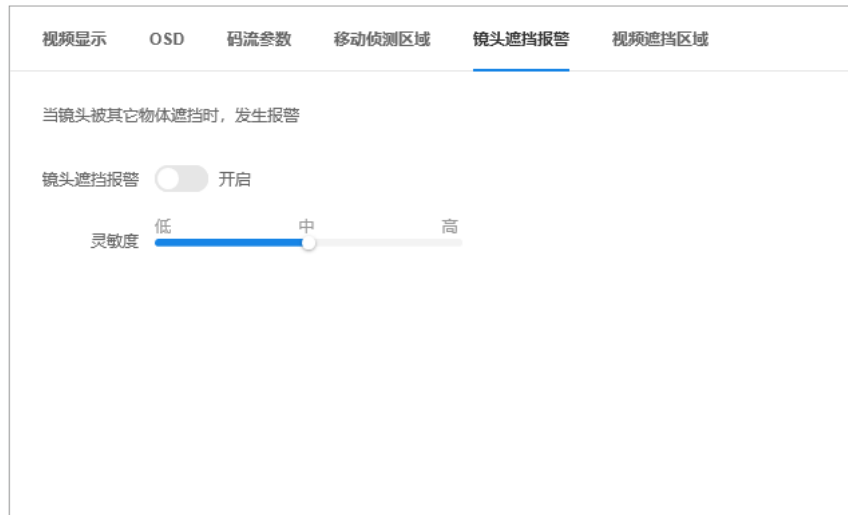 视频显示 OSD 码流参数 移动侦测区域 镜头遮挡报警 视频遮挡区域
当镜头被其它物体遮挡时，发生报警
镜头遮挡报警 开启
低 中 高
灵敏度